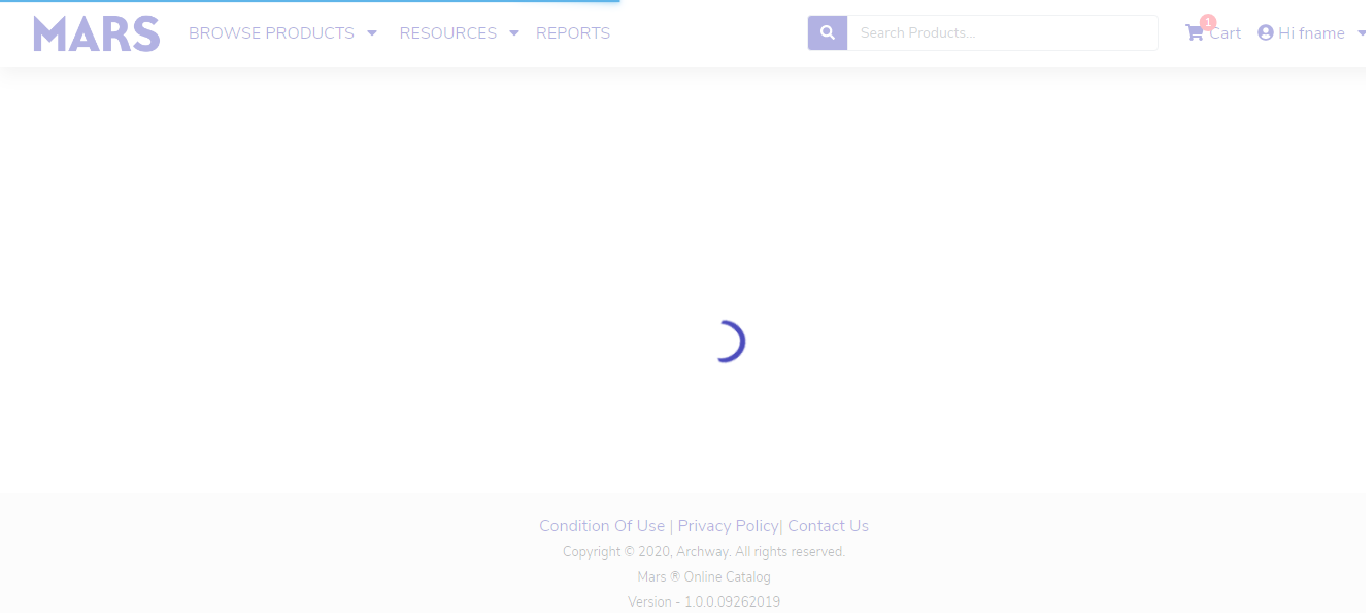 MARS BROWSE PRODUCTS RESOURCES REPORTS Search Products... 1 Cart Hi fname
Condition Of Use | Privacy Policy| Contact Us
Copyright © 2020, Archway. All rights reserved.
Mars ® Online Catalog
Version - 1.0.0.09262019